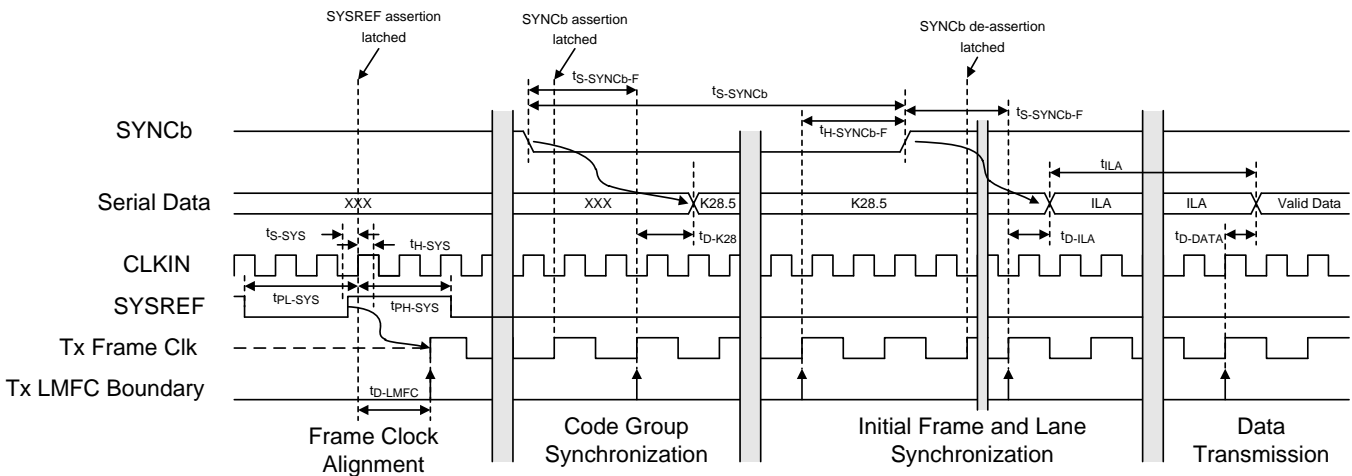 SYSREF assertion
latched
SYNCb assertion
latched
SYNCb de-assertion
latched
tS-SYNCb-F
tS-SYNCb
tS-SYNCb-F
SYNCb
tH-SYNCb-F
tILA
Serial Data
XXX
XXX
K28.5
K28.5
ILA
ILA
Valid Data
tS-SYS
tH-SYS
tD-K28
tD-ILA
tD-DATA
CLKIN
tPL-SYS
tPH-SYS
SYSREF
Tx Frame Clk
Tx LMFC Boundary
tD-LMFC
Frame Clock
Alignment
Code Group
Synchronization
Initial Frame and Lane
Synchronization
Data
Transmission